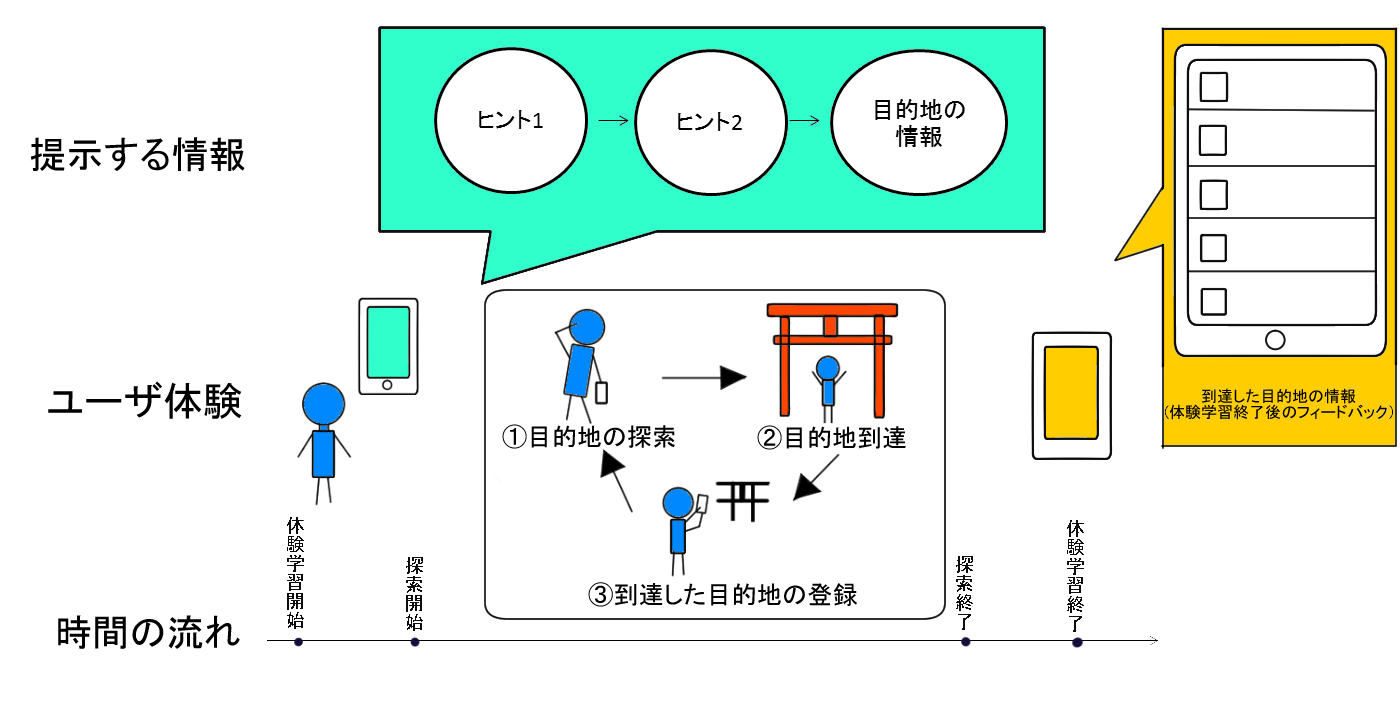 提示する情報
ヒント1
ヒント2
目的地の
情報
到達した目的地の情報
(体験学習終了後のフィードバック)
ユーザ体験
①目的地の探索
②目的地到達
③到達した目的地の登録
時間の流れ
体験学習開始
探索開始
探索終了
体験学習終了